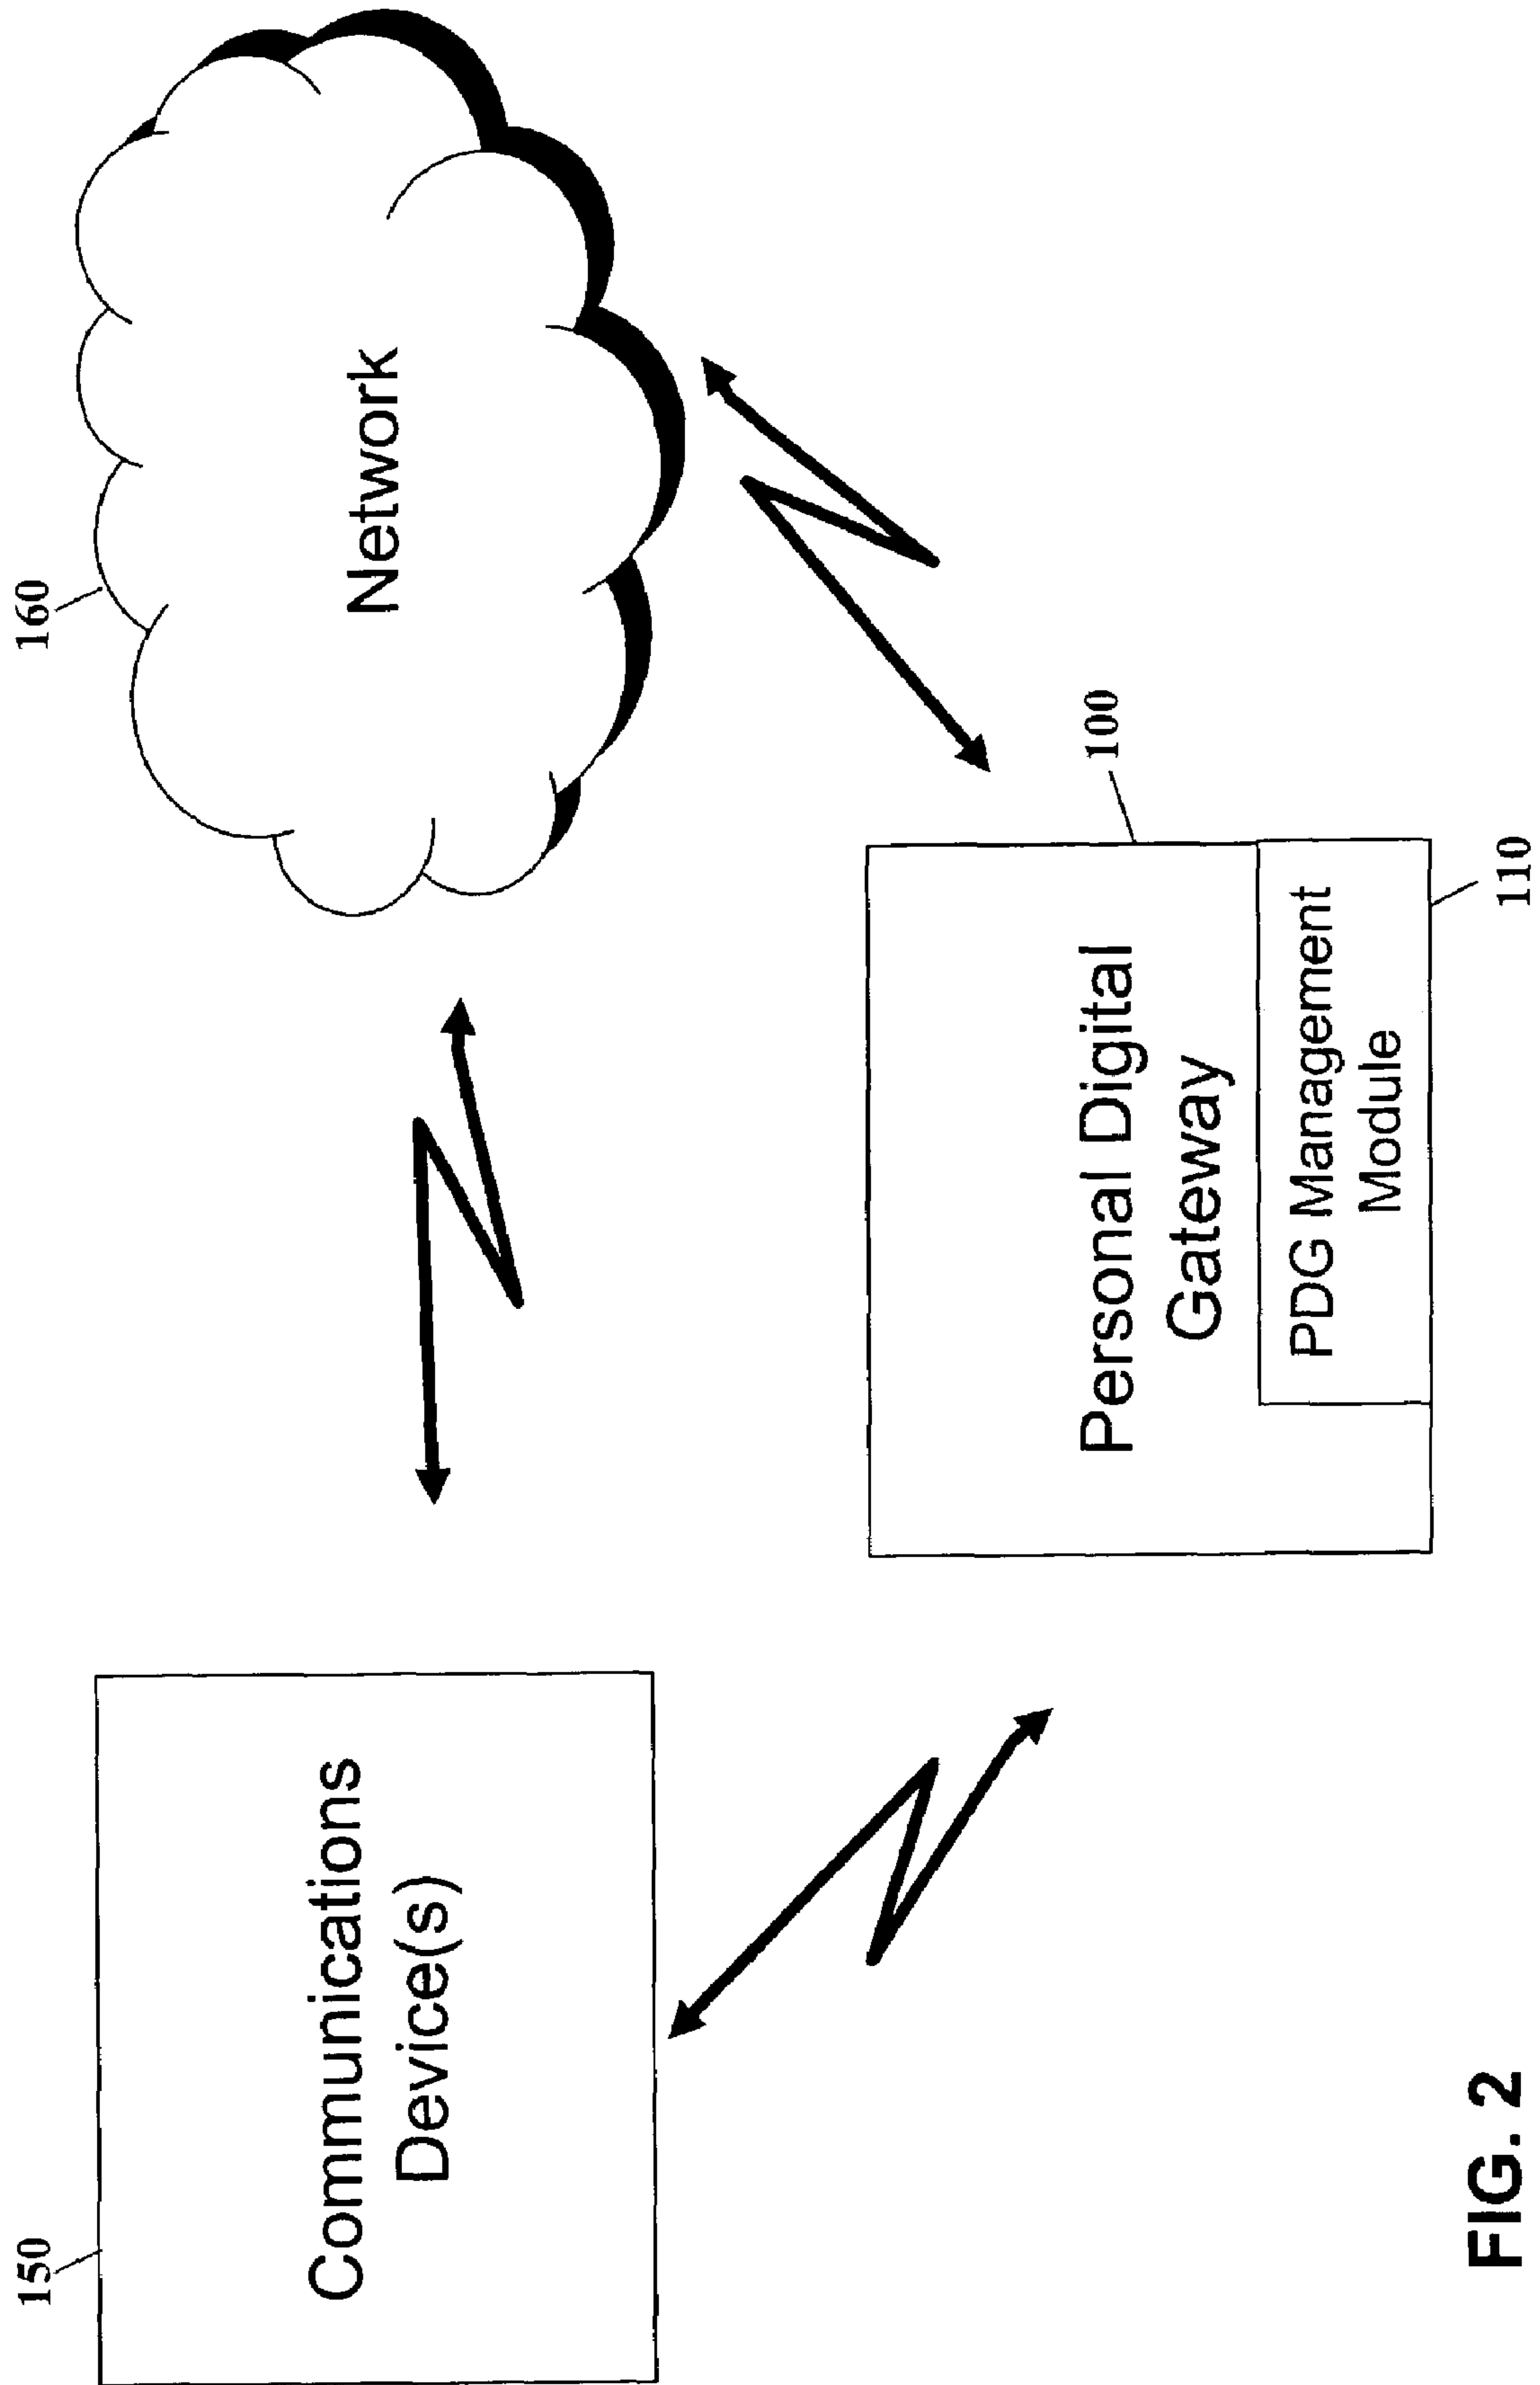 150
Communications
Device(s)
160
Network
100
Personal Digital
Gateway
PDG Management
Module
110
FIG. 2